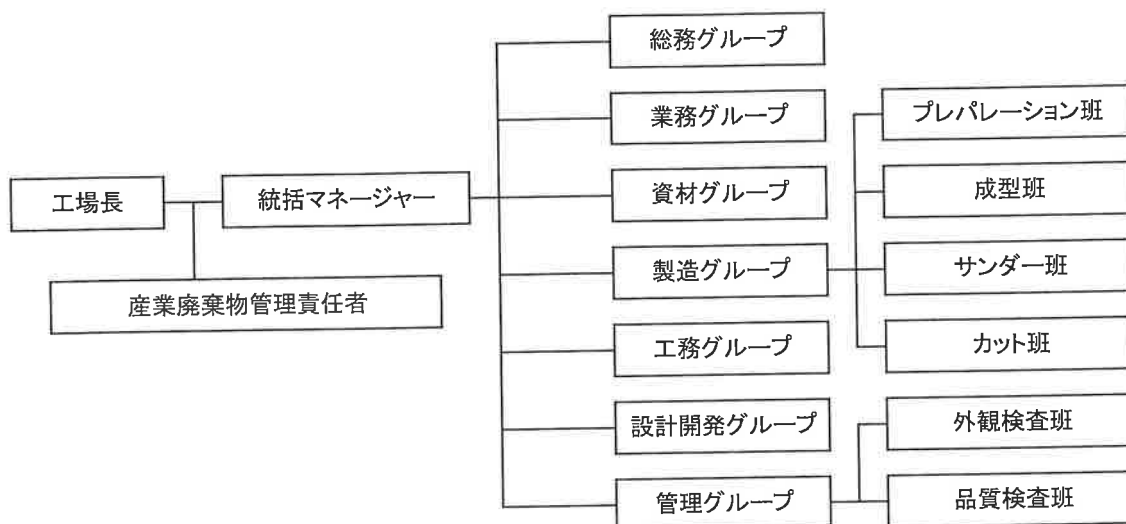 工場長
統括マネージャー
産業廃棄物管理責任者
総務グループ
業務グループ
資材グループ
製造グループ
工務グループ
設計開発グループ
管理グループ
プレパレーション班
成型班
サンダー班
カット班
外観検査班
品質検査班